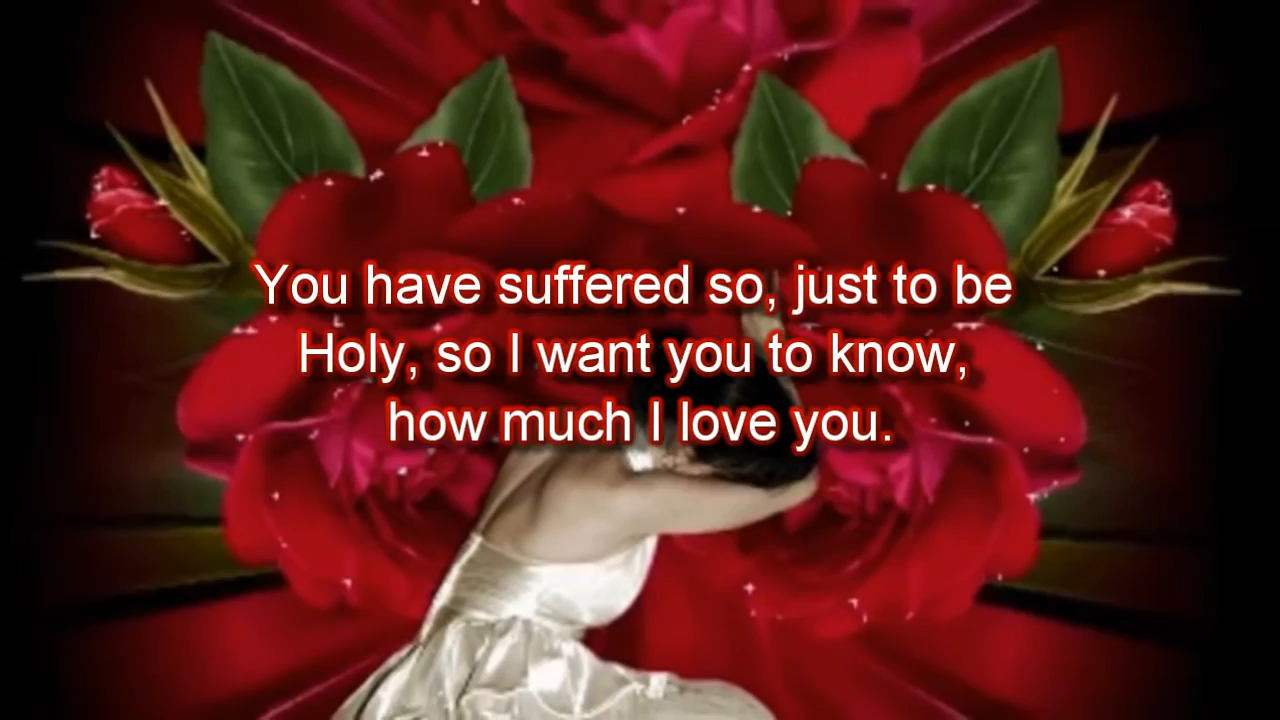 You have suffered so, just to be
Holy, so I want you to know,
how much I love you.